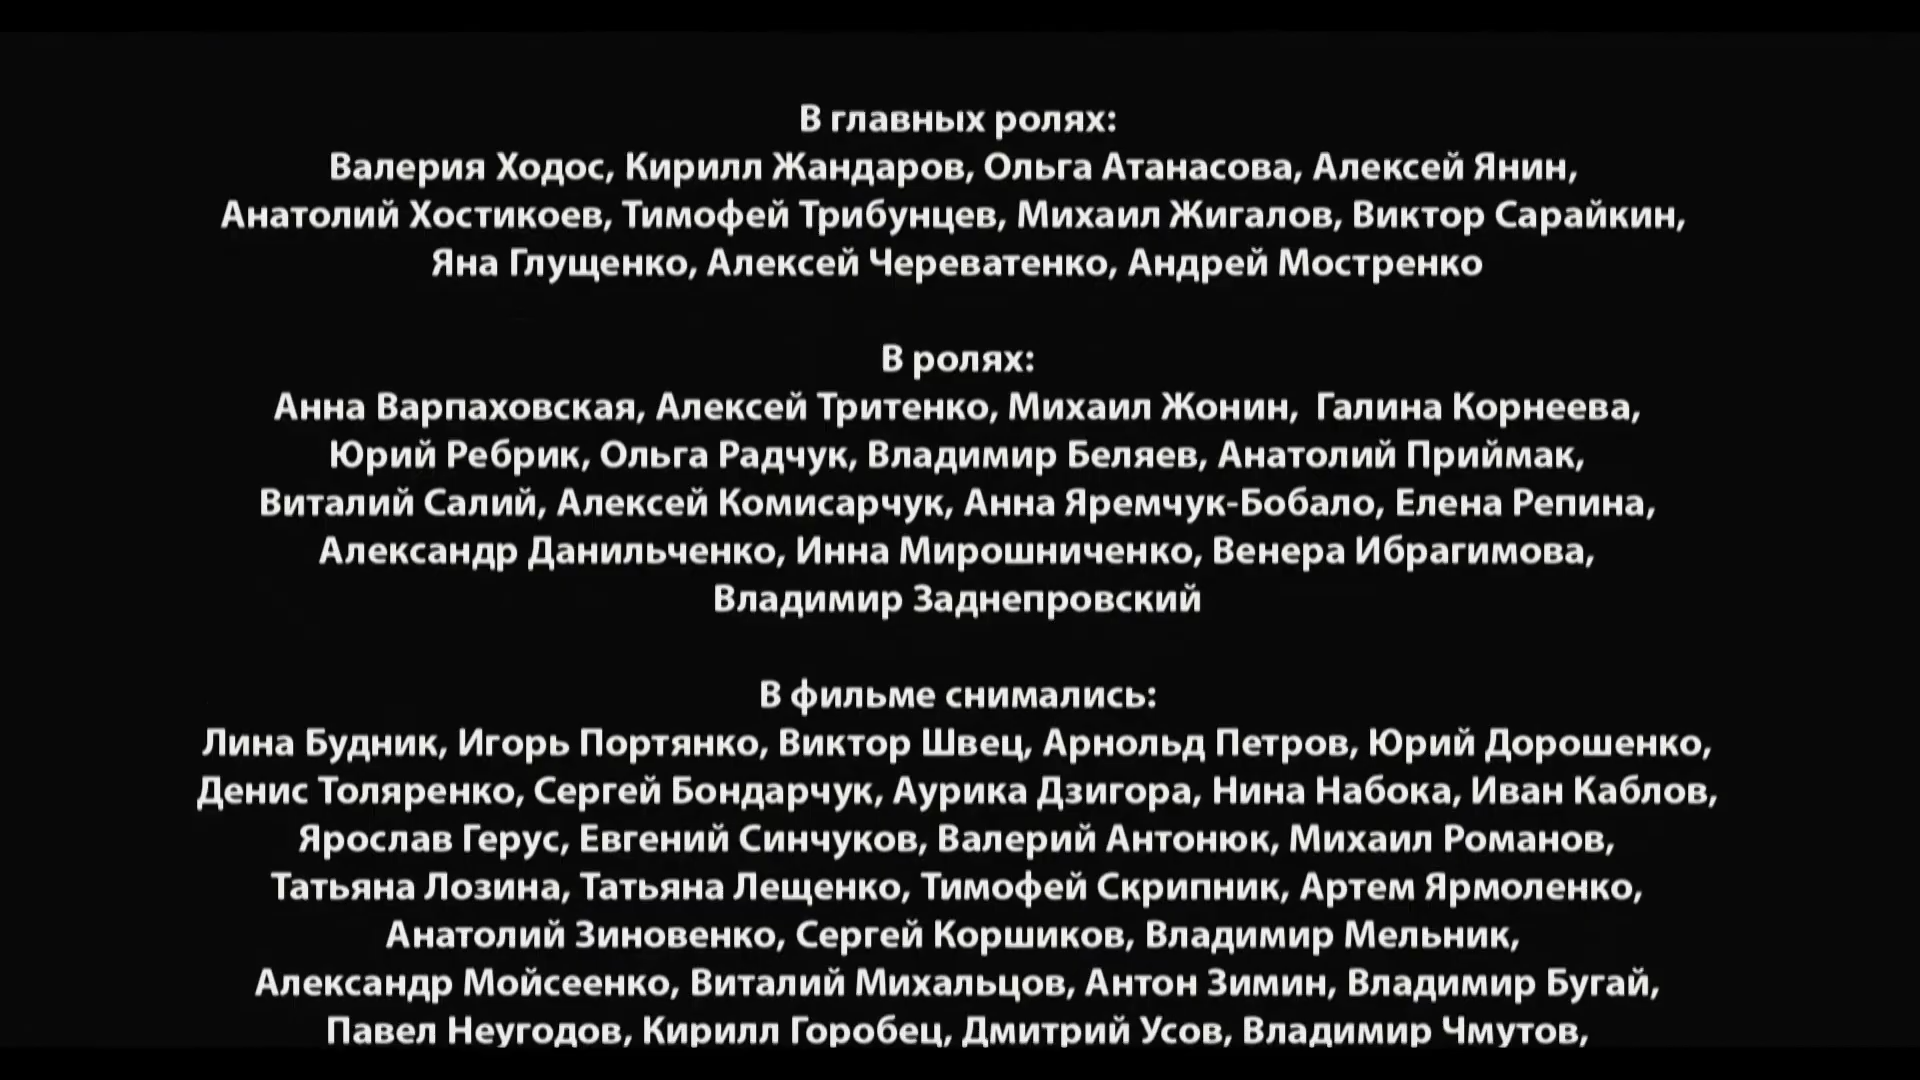 В главных ролях:
Валерия Ходос, Кирилл Жандаров, Ольга Атанасова, Алексей Янин,
Анатолий Хостикоев, Тимофей Трибунцев, Михаил Жигалов, Виктор Сарайкин,
Яна Глущенко, Алексей Череватенко, Андрей Мостренко
В ролях:
Анна Варпаховская, Алексей Тритенко, Михаил Жонин, Галина Корнеева,
Юрий Ребрик, Ольга Радчук, Владимир Беляев, Анатолий Приймак,
Виталий Салий, Алексей Комисарчук, Анна Яремчук-Бобало, Елена Репина,
Александр Данильченко, Инна Мирошниченко, Венера Ибрагимова,
Владимир Заднепровский
В фильме снимались:
Лина Будник, Игорь Портянко, Виктор Швец, Арнольд Петров, Юрий Дорошенко,
Денис Толяренко, Сергей Бондарчук, Аурика Дзигора, Нина Набока, Иван Каблов,
Ярослав Герус, Евгений Синчуков, Валерий Антонюк, Михаил Романов,
Татьяна Лозина, Татьяна Лещенко, Тимофей Скрипник, Артем Ярмоленко,
Анатолий Зиновенко, Сергей Коршиков, Владимир Мельник,
Александр Мойсеенко, Виталий Михальцов, Антон Зимин, Владимир Бугай,
Павел Неугодов, Кирилл Горобец, Дмитрий Усов, Владимир Чмутов,